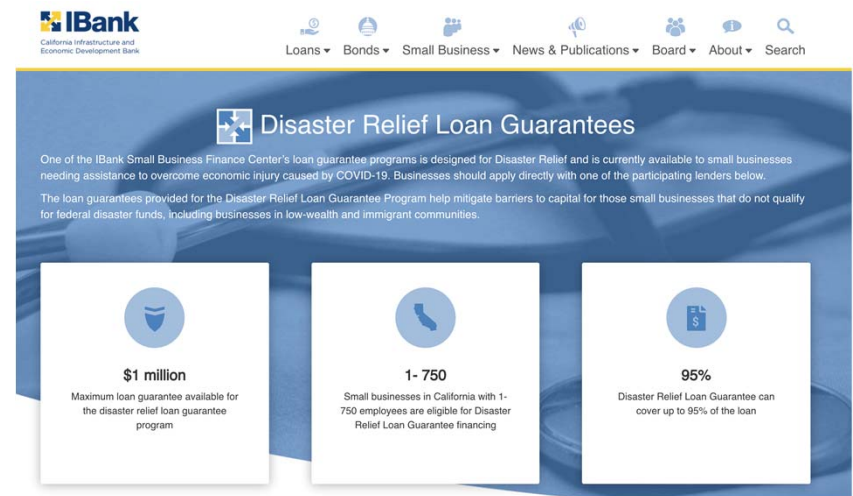 IBank
California Infrastructure and
Economic Development Bank
Loans Bonds Small Business News & Publications Board About Search
Disaster Relief Loan Guarantees
One of the IBank Small Business Finance Center's loan guarantee programs is designed for Disaster Relief and is currently available to small businesses
needing assistance to overcome economic injury caused by COVID-19. Businesses should apply directly with one of the participating lenders below.
The loan guarantees provided for the Disaster Relief Loan Guarantee Program help mitigate barriers to capital for those small businesses that do not qualify
for federal disaster funds, including businesses in low-wealth and immigrant communities.
$1 million
Maximum loan guarantee available for
the disaster relief loan guarantee
program
1- 750
Small businesses in California with 1-
750 employees are eligible for Disaster
Relief Loan Guarantee financing
95%
Disaster Relief Loan Guarantee can
cover up to 95% of the loan